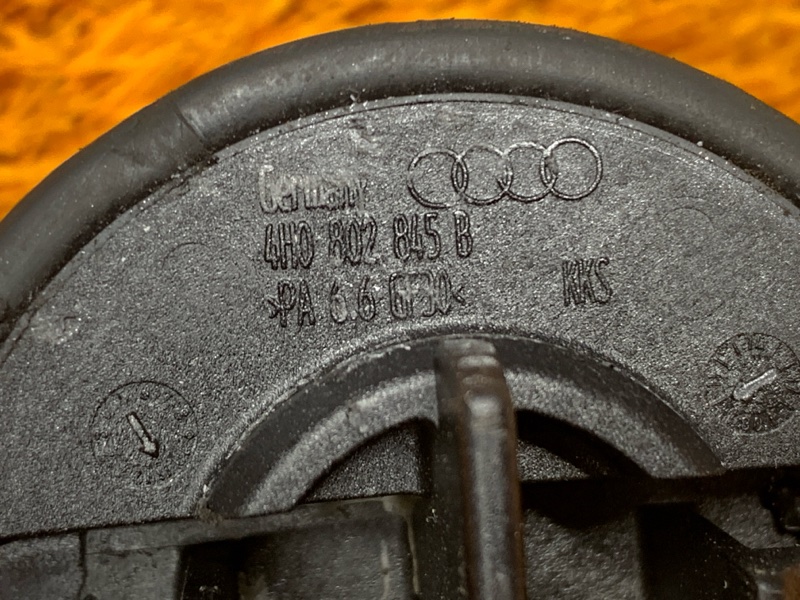 Germany
4H0 802 845 B
>PA 6.6 GF30<
KKS